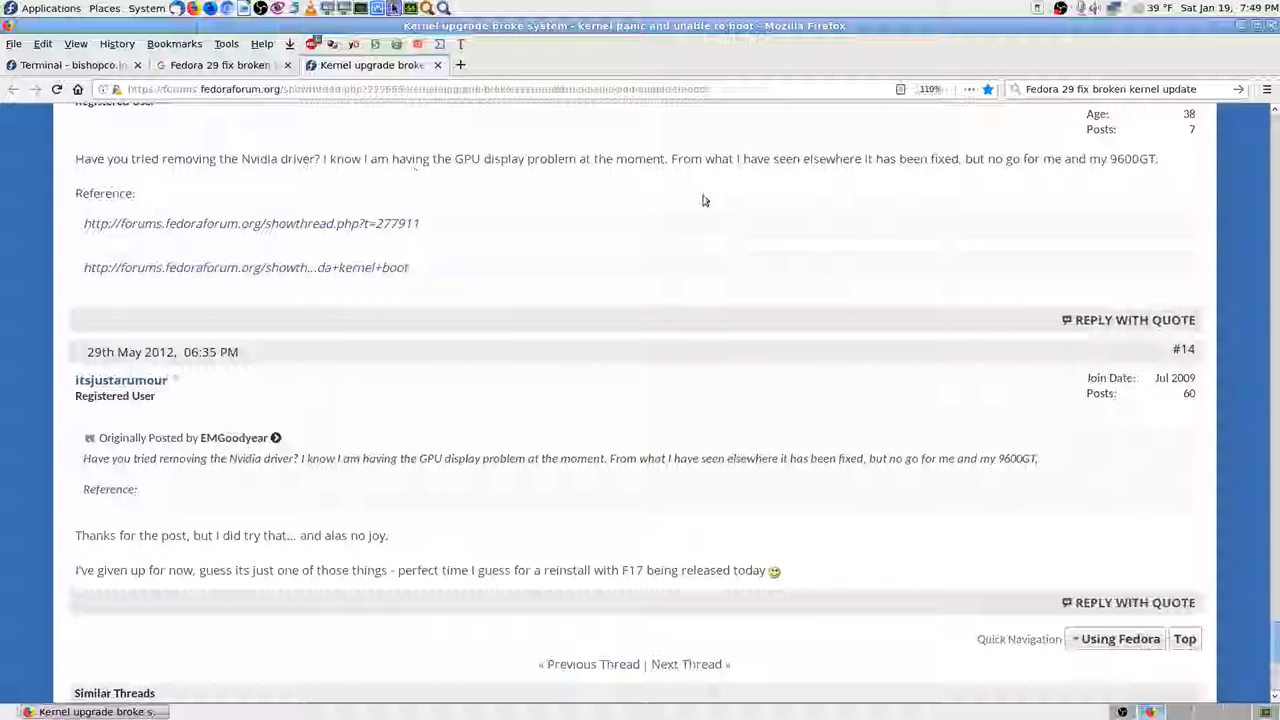 Applications Places System 39 °F Sat Jan 19, 7:49 PM
Kernel upgrade broke system - kernel panic and unable re-boot - Mozilla Firefox
File Edit View History Bookmarks Tools Help
Terminal - bishopco.in × Fedora 29 fix broken × Kernel upgrade broke × +
fedoraforum.org 110% Fedora 29 fix broken kernel update
Registered User
Age: 38
Posts: 7
Have you tried removing the Nvidia driver? I know I am having the GPU display problem at the moment. From what I have seen elsewhere it has been fixed, but no go for me and my 9600GT.
Reference:
http://forums.fedoraforum.org/showthread.php?t=277911
http://forums.fedoraforum.org/showth...da+kernel+boot
REPLY WITH QUOTE
29th May 2012, 06:35 PM
#14
itsjustarumour
Registered User
Join Date: Jul 2009
Posts: 60
Originally Posted by EMGoodyear
Have you tried removing the Nvidia driver? I know I am having the GPU display problem at the moment. From what I have seen elsewhere it has been fixed, but no go for me and my 9600GT.
Reference:
Thanks for the post, but I did try that... and alas no joy.
I've given up for now, guess its just one of those things - perfect time I guess for a reinstall with F17 being released today
REPLY WITH QUOTE
Quick Navigation Using Fedora Top
« Previous Thread | Next Thread »
Similar Threads
Kernel upgrade broke s...